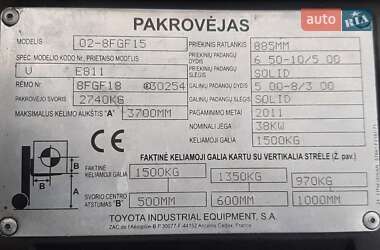 auto.RIA.com
PAKROVĖJAS
MODELIS 02-8FGF15
SPEC. MODELIO KODO NR. PRIETAISO MODELIS
V E811
RĖMO NR 8FGF18 30254
PAKROVĖJO SVORIS 2740KG
MAKSIMALUS KĖLIMO AUKŠTIS "A" 3700MM
PRIEKINIS RATLANKIS 885MM
PRIEKINIŲ PADANGŲ DYDIS 6 50-10/5 00
PRIEKINIŲ PADANGŲ SLĖGIS SOLID
GALINIŲ PADANGŲ DYDIS 5 00-8/3 00
GALINIŲ PADANGŲ SLĖGIS SOLID
PAGAMINIMO METAI 2011
NOMINALI JĖGA 38KW
KELIAMOJI GALIA 1500KG
CE
FAKTINĖ KELIAMOJI GALIA KARTU SU VERTIKALIA STRĖLE (Ž. pav.)
FAKTINĖ KELIAMOJI GALIA 1500KG 1350KG 970KG
SVORIO CENTRO ATSTUMAS "B" 500MM 600MM 1000MM
A
B
B
TOYOTA INDUSTRIAL EQUIPMENT, S.A.